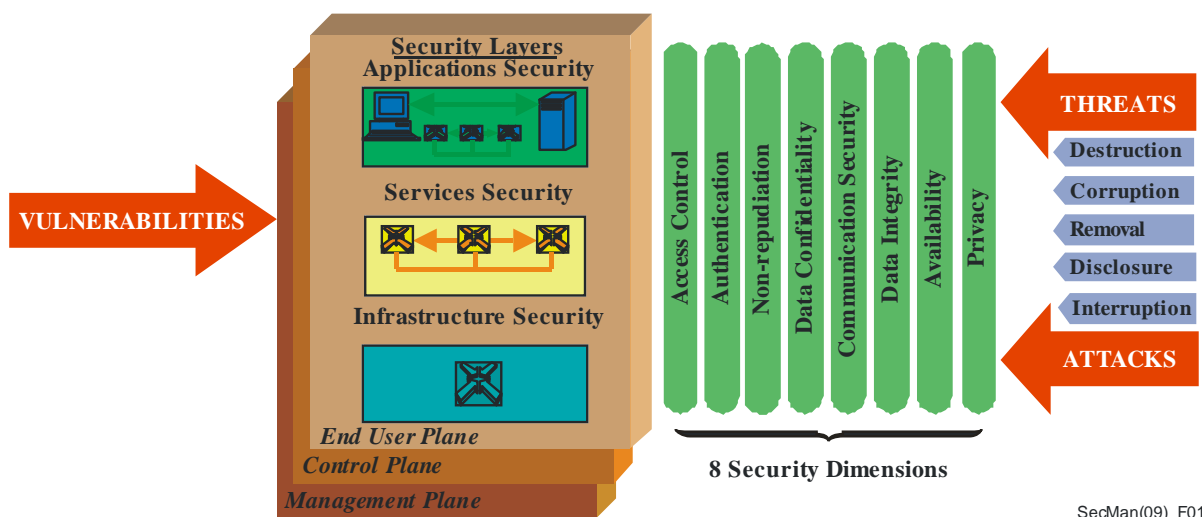 Security Layers
Applications Security
Services Security
Infrastructure Security
End User Plane
Control Plane
Management Plane
VULNERABILITIES
Access Control
Authentication
Non-repudiation
Data Confidentiality
Communication Security
Data Integrity
Availability
Privacy
8 Security Dimensions
THREATS
Destruction
Corruption
Removal
Disclosure
Interruption
ATTACKS
SecMan(09)_F01